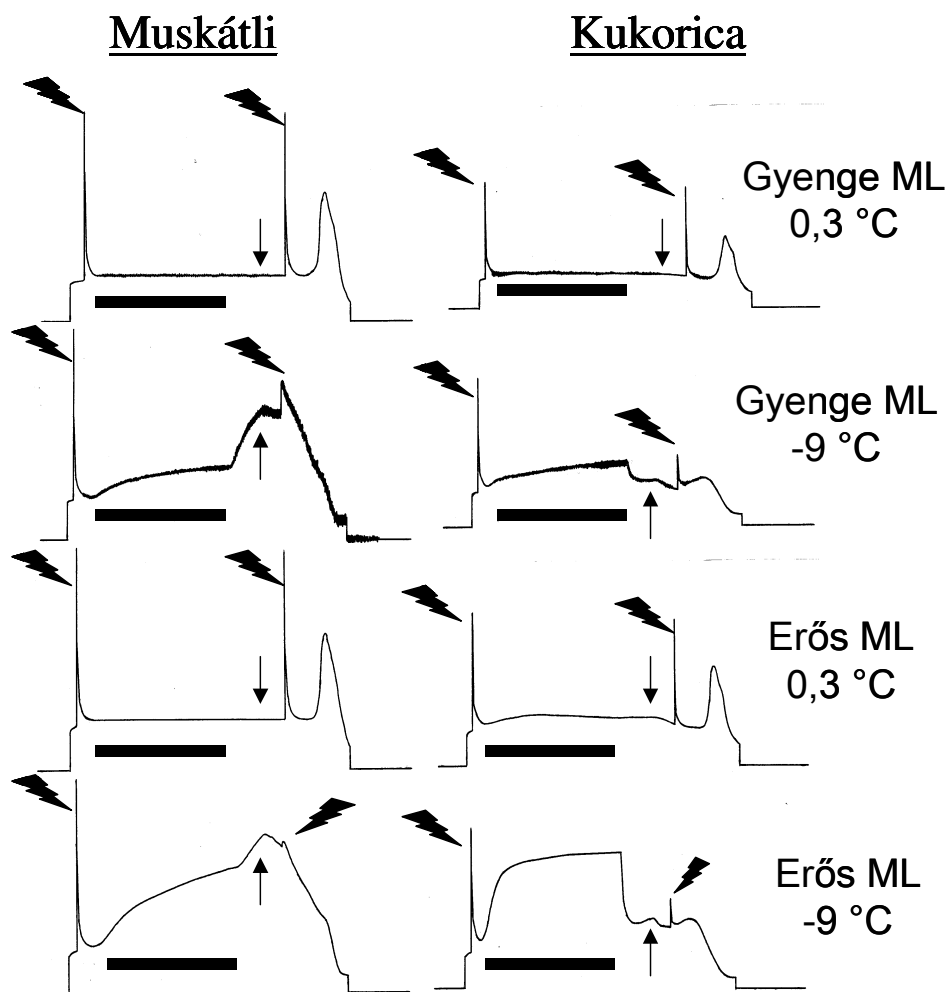 Muskátli
Kukorica
Gyenge ML
0,3 °C
Gyenge ML
-9 °C
Erős ML
0,3 °C
Erős ML
-9 °C